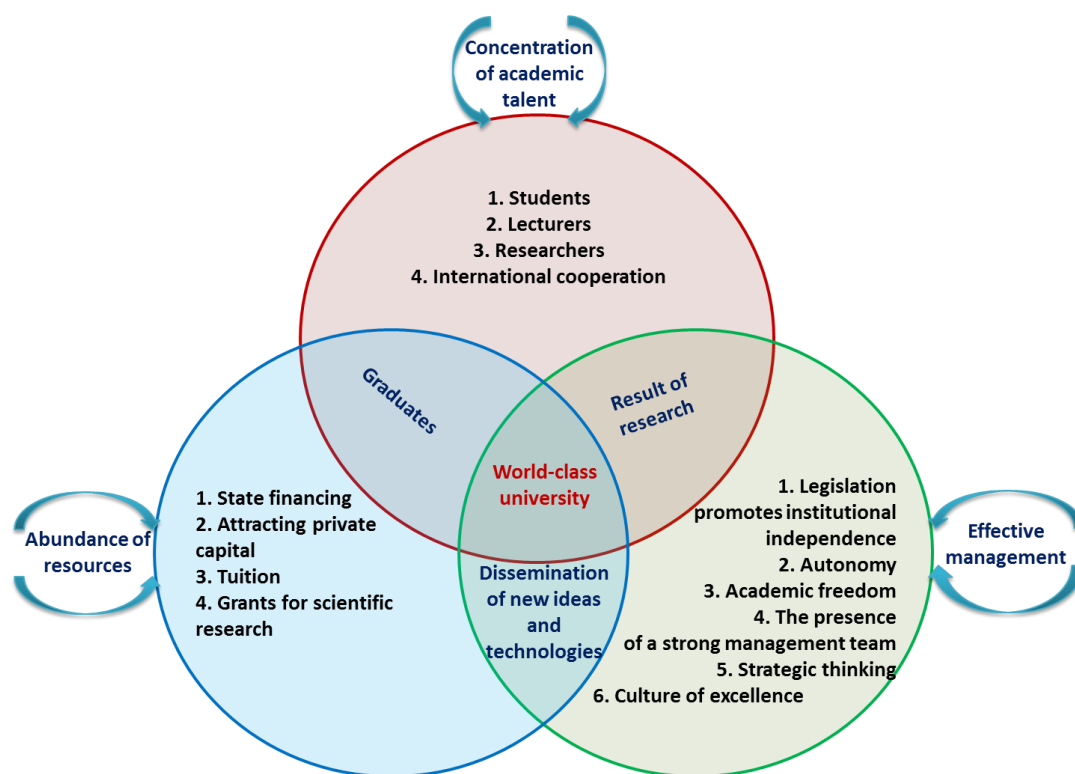 Concentration
of academic
talent
1. Students
2. Lecturers
3. Researchers
4. International cooperation
Graduates
Result of
research
World-class
university
Abundance of
resources
1. State financing
2. Attracting private
capital
3. Tuition
4. Grants for scientific
research
Dissemination
of new ideas
and
technologies
1. Legislation
promotes institutional
independence
2. Autonomy
3. Academic freedom
4. The presence
of a strong management team
5. Strategic thinking
6. Culture of excellence
Effective
management